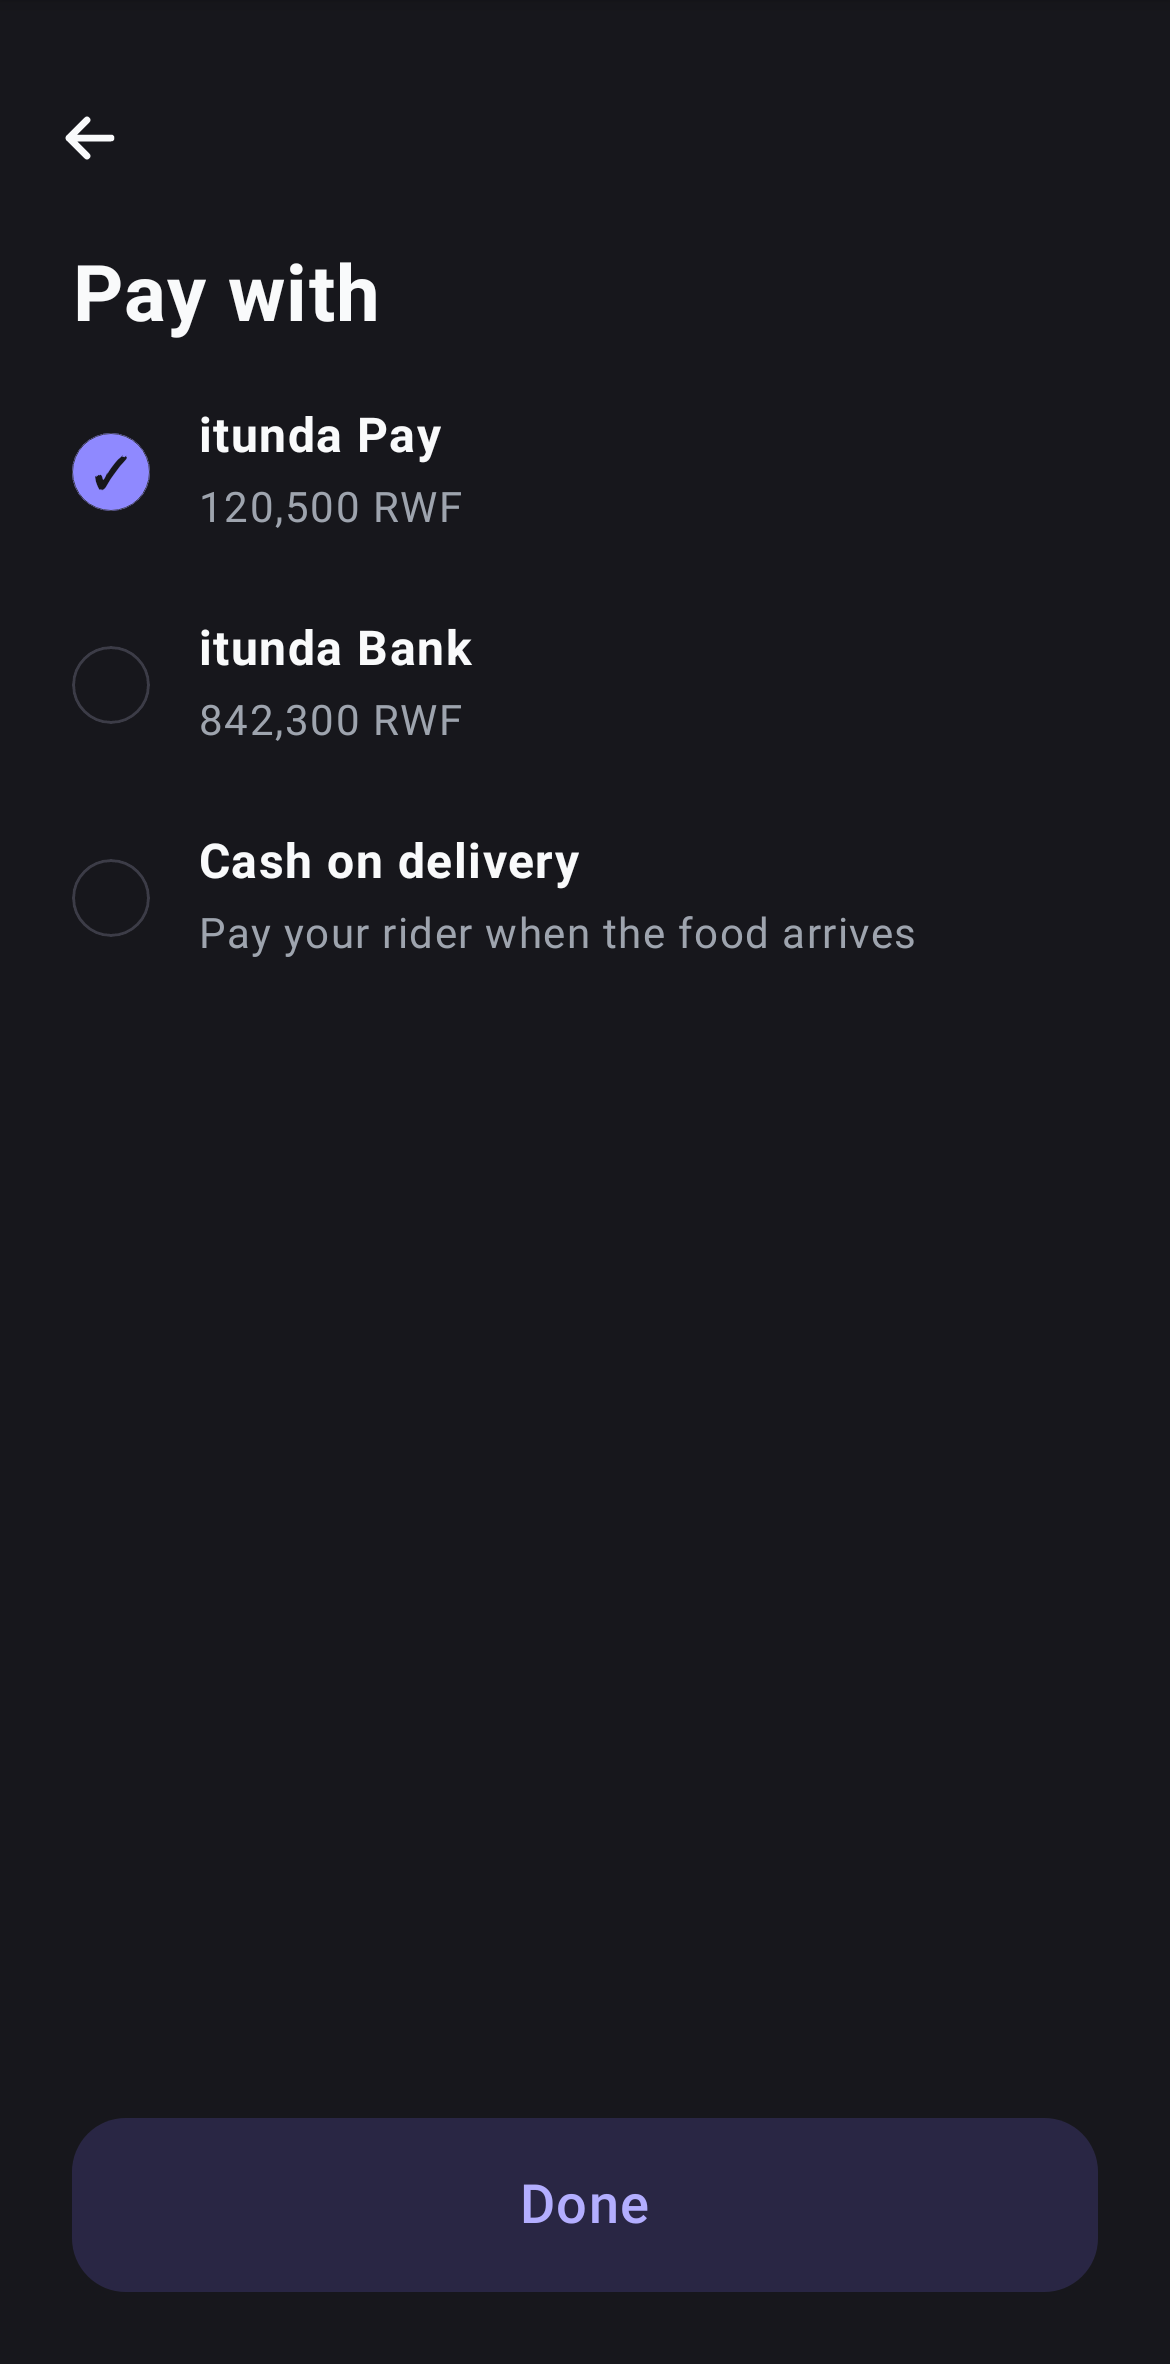 Pay with
itunda Pay
120,500 RWF
itunda Bank
842,300 RWF
Cash on delivery
Pay your rider when the food arrives
Done